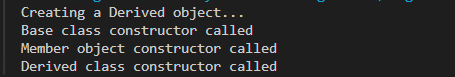 Creating a Derived object...
Base class constructor called
Member object constructor called
Derived class constructor called